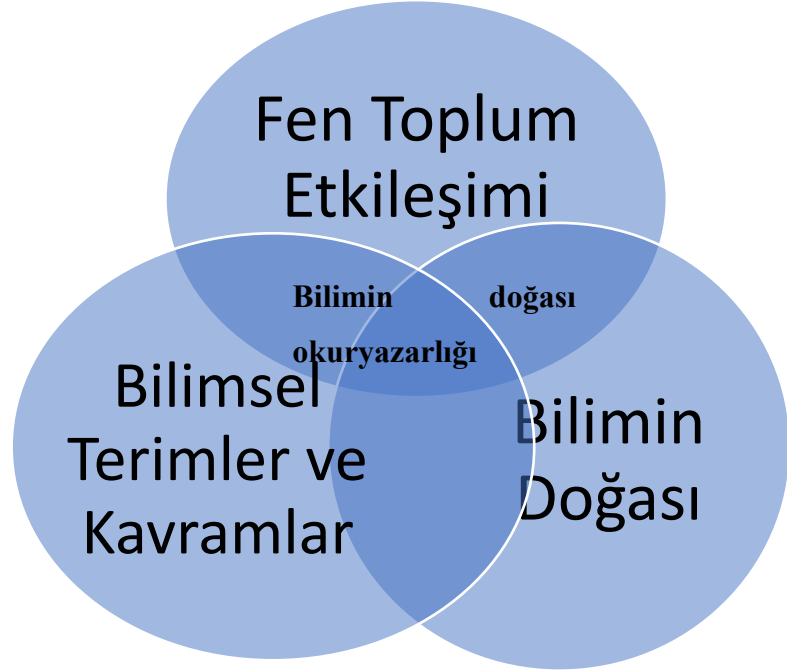 Fen Toplum
Etkileşimi
Bilimin doğası
okuryazarlığı
Bilimsel
Terimler ve
Kavramlar
Bilimin
Doğası